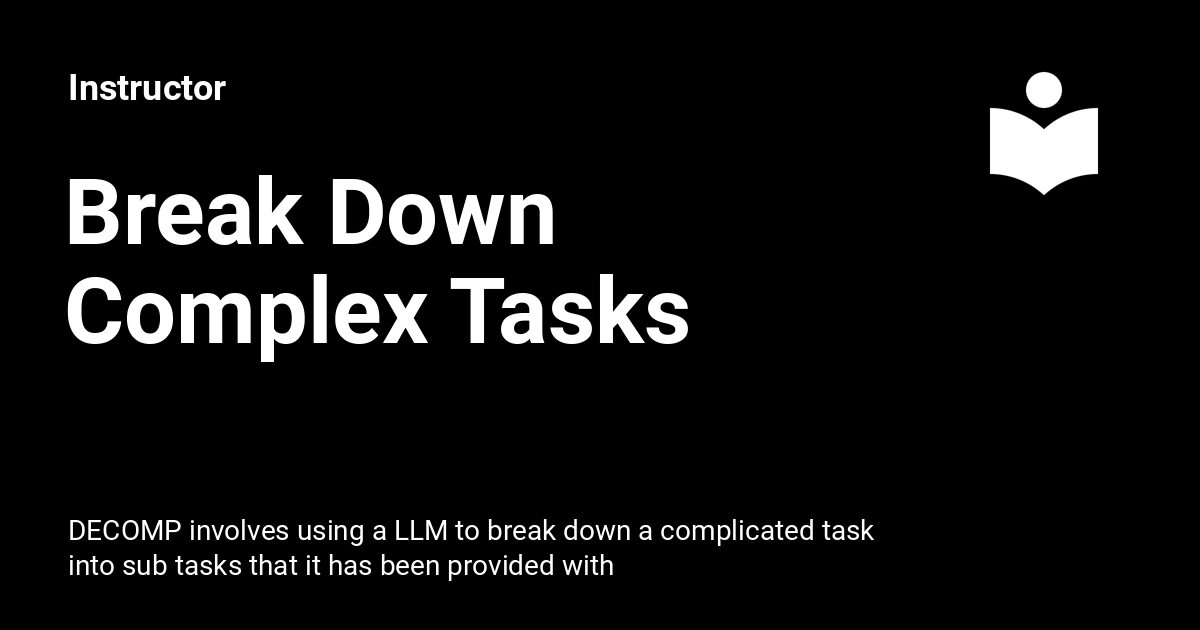 Instructor
Break Down
Complex Tasks
DECOMP involves using a LLM to break down a complicated task
into sub tasks that it has been provided with